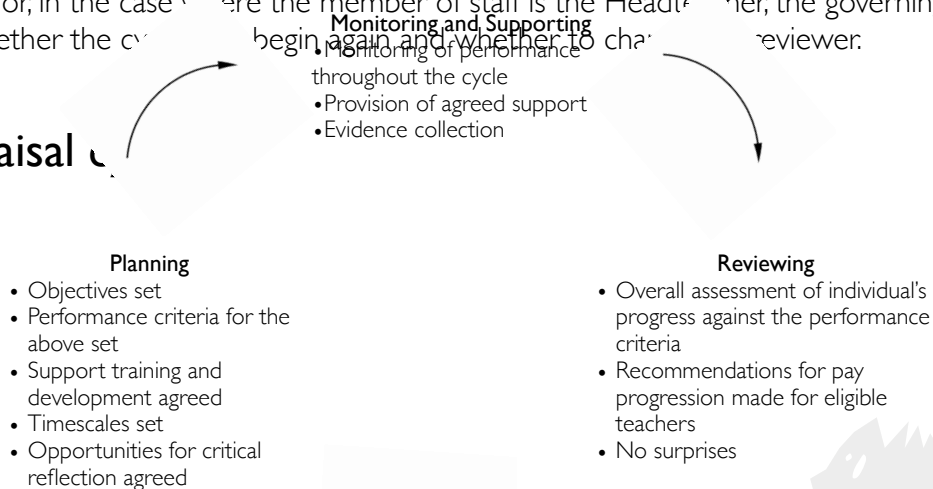 or, in the case where the member of staff is the Headteacher, the governin
ether the cy begin again and whether to cha reviewer.
Monitoring and Supporting
•Monitoring of performance
throughout the cycle
•Provision of agreed support
•Evidence collection
aisal
Planning
• Objectives set
• Performance criteria for the
above set
• Support training and
development agreed
• Timescales set
• Opportunities for critical
reflection agreed
Reviewing
• Overall assessment of individual’s
progress against the performance
criteria
• Recommendations for pay
progression made for eligible
teachers
• No surprises